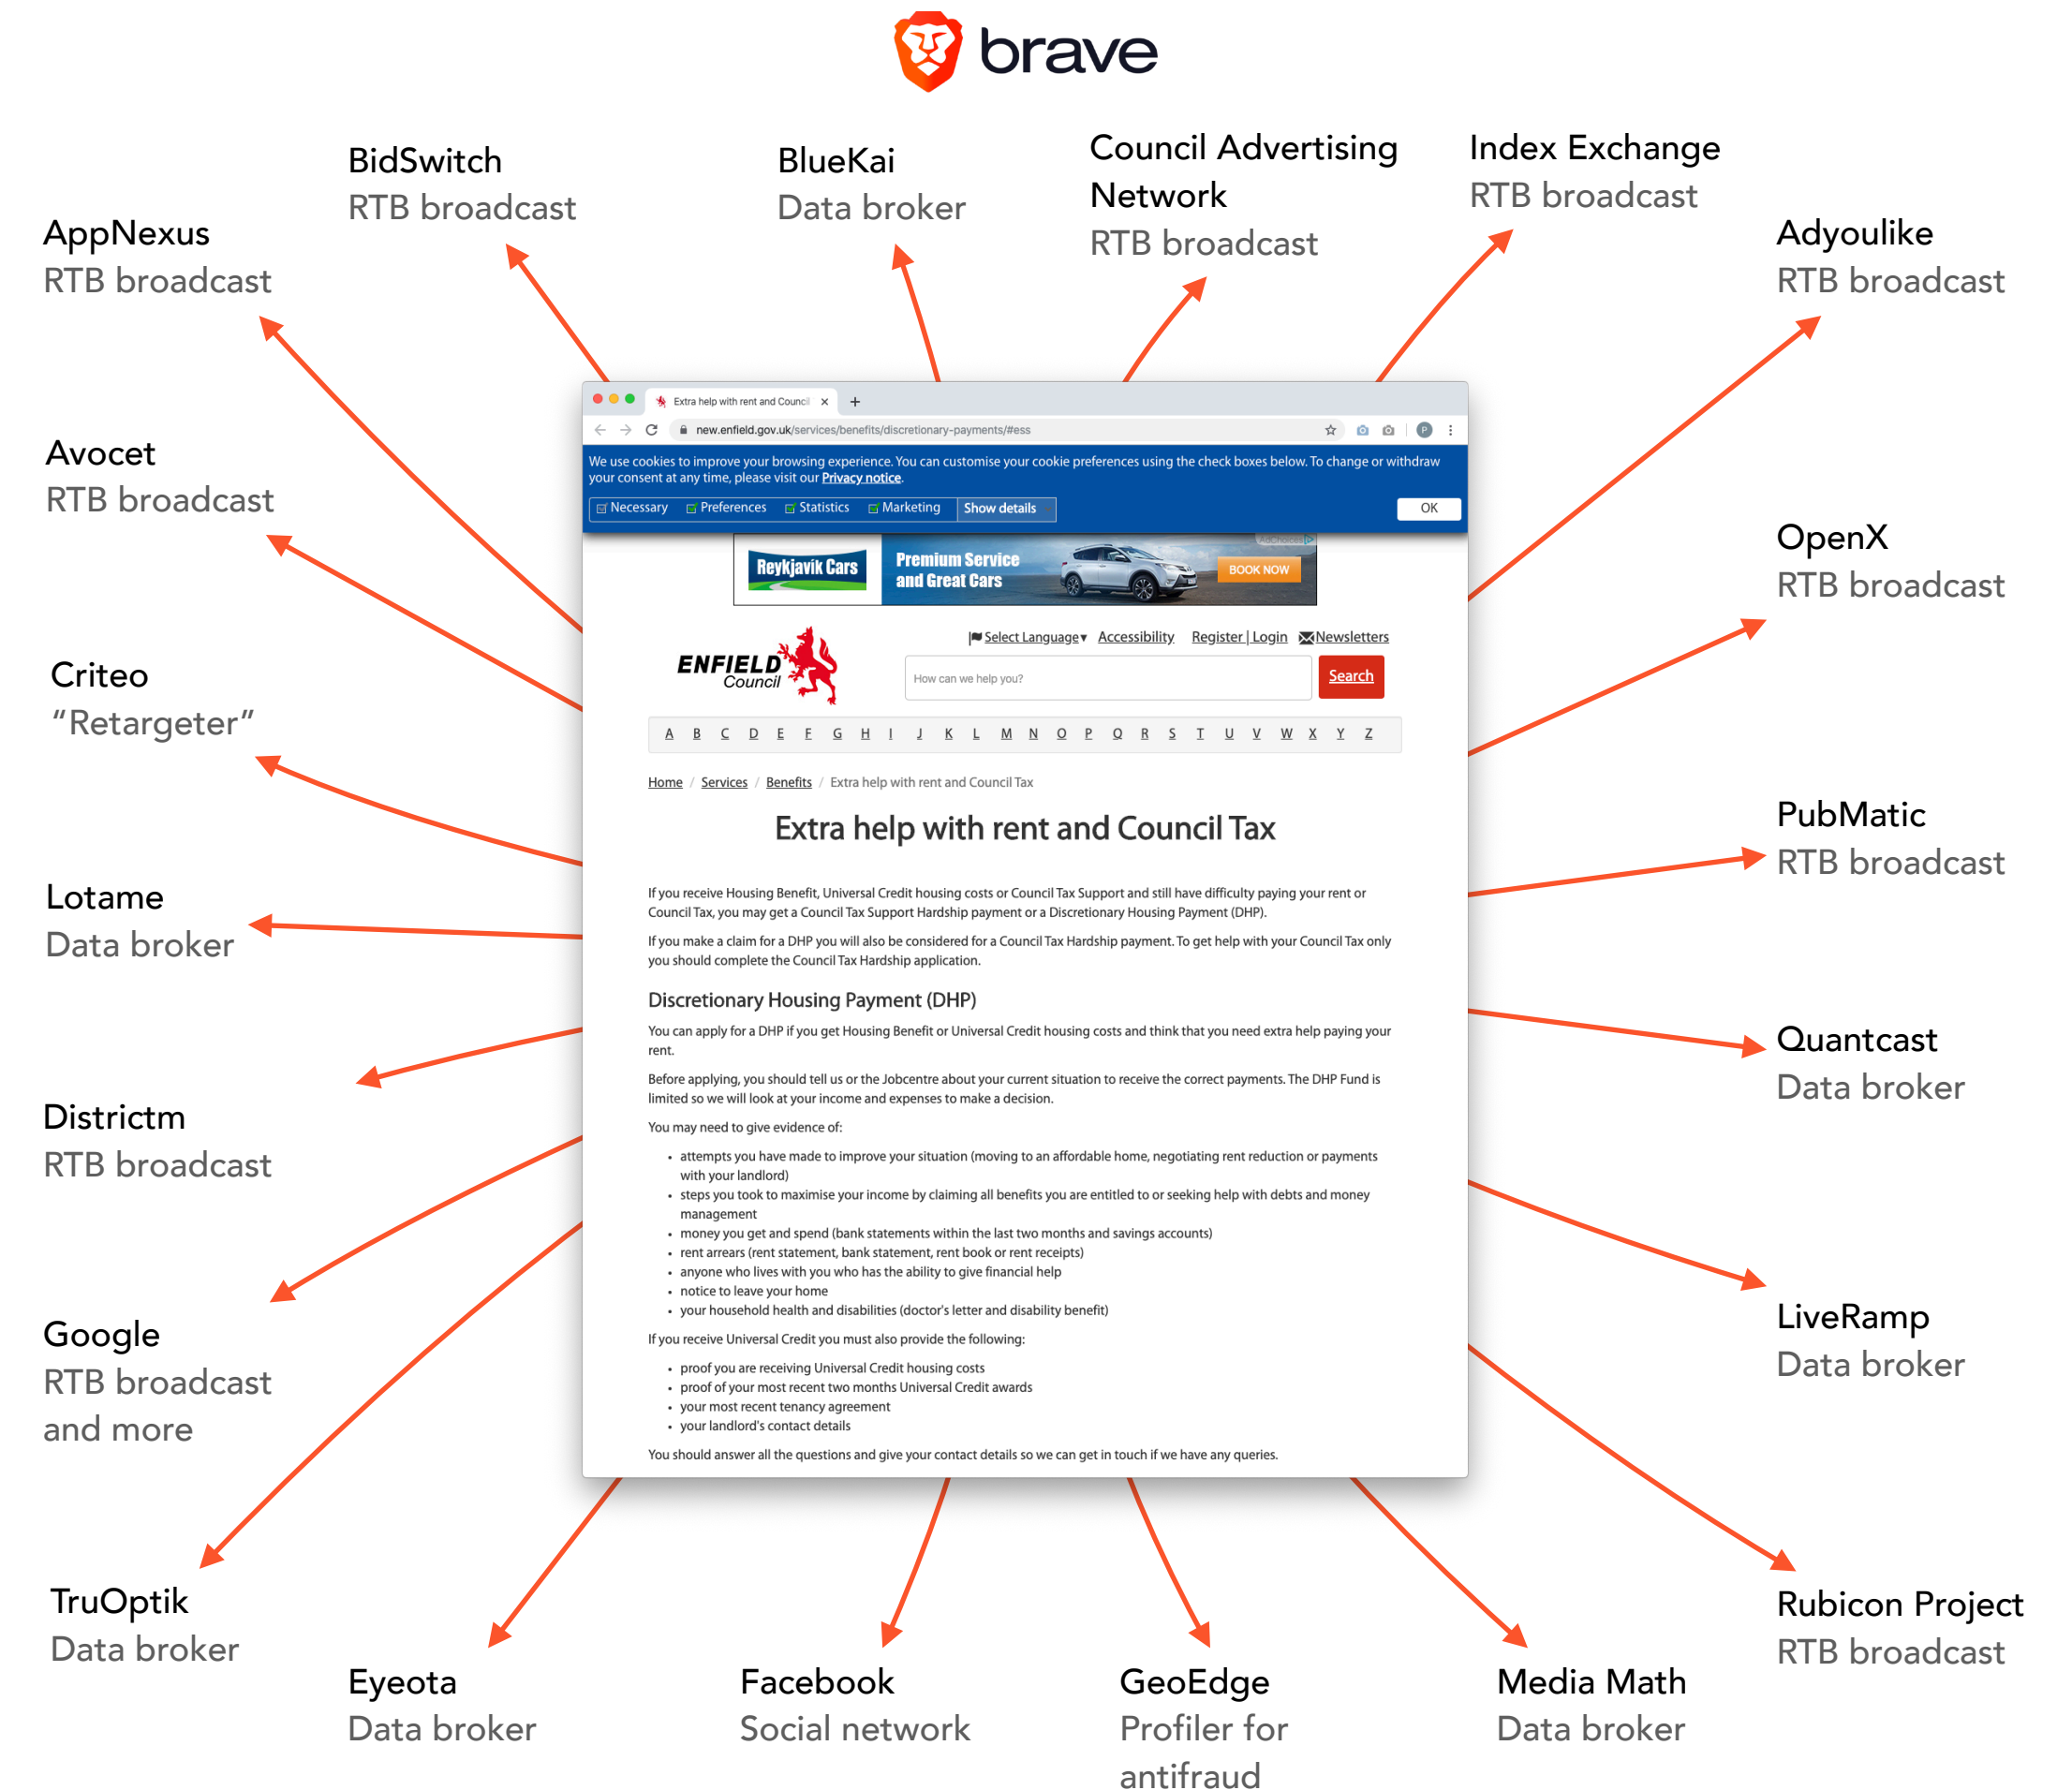 brave
BidSwitch
RTB broadcast
BlueKai
Data broker
Council Advertising
Network
RTB broadcast
Index Exchange
RTB broadcast
AppNexus
RTB broadcast
Adyoulike
RTB broadcast
Avocet
RTB broadcast
Criteo
“Retargeter”
Lotame
Data broker
Districtm
RTB broadcast
Google
RTB broadcast
and more
TruOptik
Data broker
Extra help with rent and Council
new.enfield.gov.uk/services/benefits/discretionary-payments/#ess
P
We use cookies to improve your browsing experience. You can customise your cookie preferences using the check boxes below. To change or withdraw
your consent at any time, please visit our Privacy notice.
Necessary Preferences Statistics Marketing Show details OK
AdChoices
Reykjavik Cars
Premium Service
and Great Cars
BOOK NOW
Select Language Accessibility Register | Login Newsletters
ENFIELD
Council
How can we help you?
Search
A B C D E F G H I J K L M N O P Q R S T U V W X Y Z
Home / Services / Benefits / Extra help with rent and Council Tax
Extra help with rent and Council Tax
If you receive Housing Benefit, Universal Credit housing costs or Council Tax Support and still have difficulty paying your rent or
Council Tax, you may get a Council Tax Support Hardship payment or a Discretionary Housing Payment (DHP).
If you make a claim for a DHP you will also be considered for a Council Tax Hardship payment. To get help with your Council Tax only
you should complete the Council Tax Hardship application.
Discretionary Housing Payment (DHP)
You can apply for a DHP if you get Housing Benefit or Universal Credit housing costs and think that you need extra help paying your
rent.
Before applying, you should tell us or the Jobcentre about your current situation to receive the correct payments. The DHP Fund is
limited so we will look at your income and expenses to make a decision.
You may need to give evidence of:
• attempts you have made to improve your situation (moving to an affordable home, negotiating rent reduction or payments
with your landlord)
• steps you took to maximise your income by claiming all benefits you are entitled to or seeking help with debts and money
management
• money you get and spend (bank statements within the last two months and savings accounts)
• rent arrears (rent statement, bank statement, rent book or rent receipts)
• anyone who lives with you who has the ability to give financial help
• notice to leave your home
• your household health and disabilities (doctor's letter and disability benefit)
If you receive Universal Credit you must also provide the following:
• proof you are receiving Universal Credit housing costs
• proof of your most recent two months Universal Credit awards
• your most recent tenancy agreement
• your landlord's contact details
You should answer all the questions and give your contact details so we can get in touch if we have any queries.
OpenX
RTB broadcast
PubMatic
RTB broadcast
Quantcast
Data broker
LiveRamp
Data broker
Rubicon Project
RTB broadcast
Eyeota
Data broker
Facebook
Social network
GeoEdge
Profiler for
antifraud
Media Math
Data broker